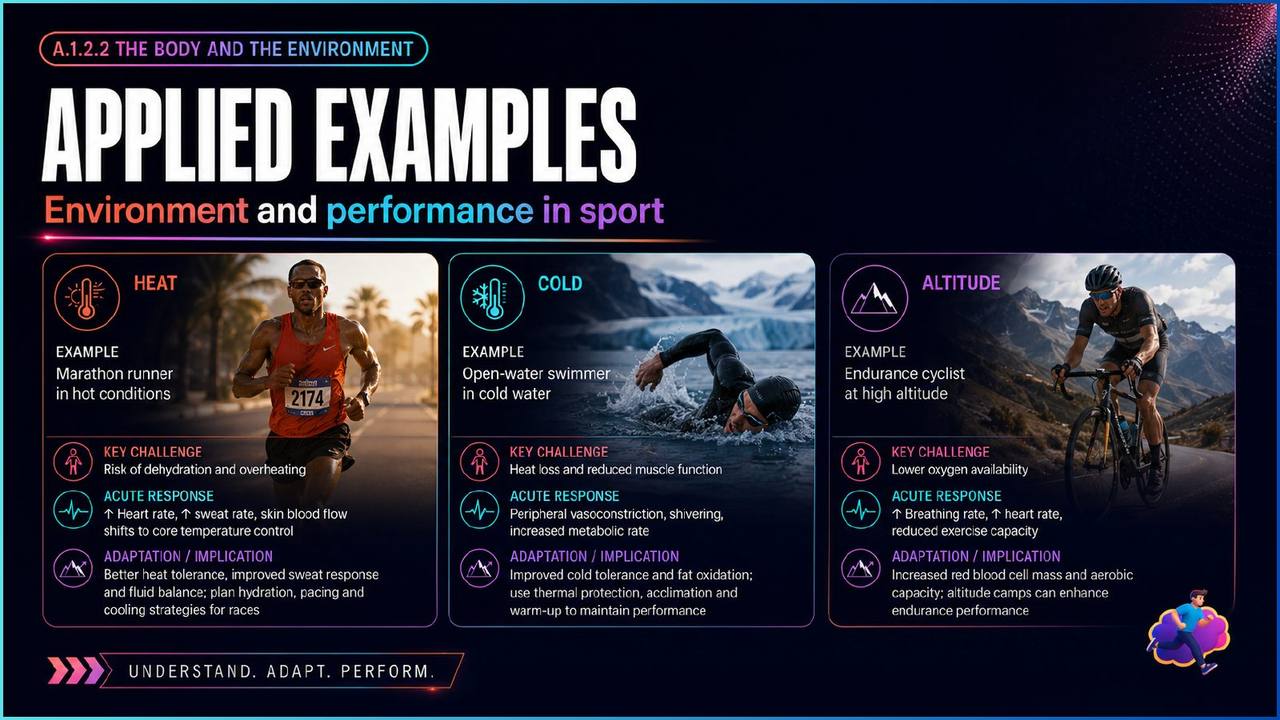 A.1.2.2 THE BODY AND THE ENVIRONMENT
APPLIED EXAMPLES
Environment and performance in sport
HEAT
EXAMPLE
Marathon runner
in hot conditions
2174
KEY CHALLENGE
Risk of dehydration and overheating
ACUTE RESPONSE
↑ Heart rate, ↑ sweat rate, skin blood flow
shifts to core temperature control
ADAPTATION / IMPLICATION
Better heat tolerance, improved sweat response
and fluid balance; plan hydration, pacing and
cooling strategies for races
COLD
EXAMPLE
Open-water swimmer
in cold water
KEY CHALLENGE
Heat loss and reduced muscle function
ACUTE RESPONSE
Peripheral vasoconstriction, shivering,
increased metabolic rate
ADAPTATION / IMPLICATION
Improved cold tolerance and fat oxidation;
use thermal protection, acclimation and
warm-up to maintain performance
ALTITUDE
EXAMPLE
Endurance cyclist
at high altitude
KEY CHALLENGE
Lower oxygen availability
ACUTE RESPONSE
↑ Breathing rate, ↑ heart rate,
reduced exercise capacity
ADAPTATION / IMPLICATION
Increased red blood cell mass and aerobic
capacity; altitude camps can enhance
endurance performance
UNDERSTAND. ADAPT. PERFORM.